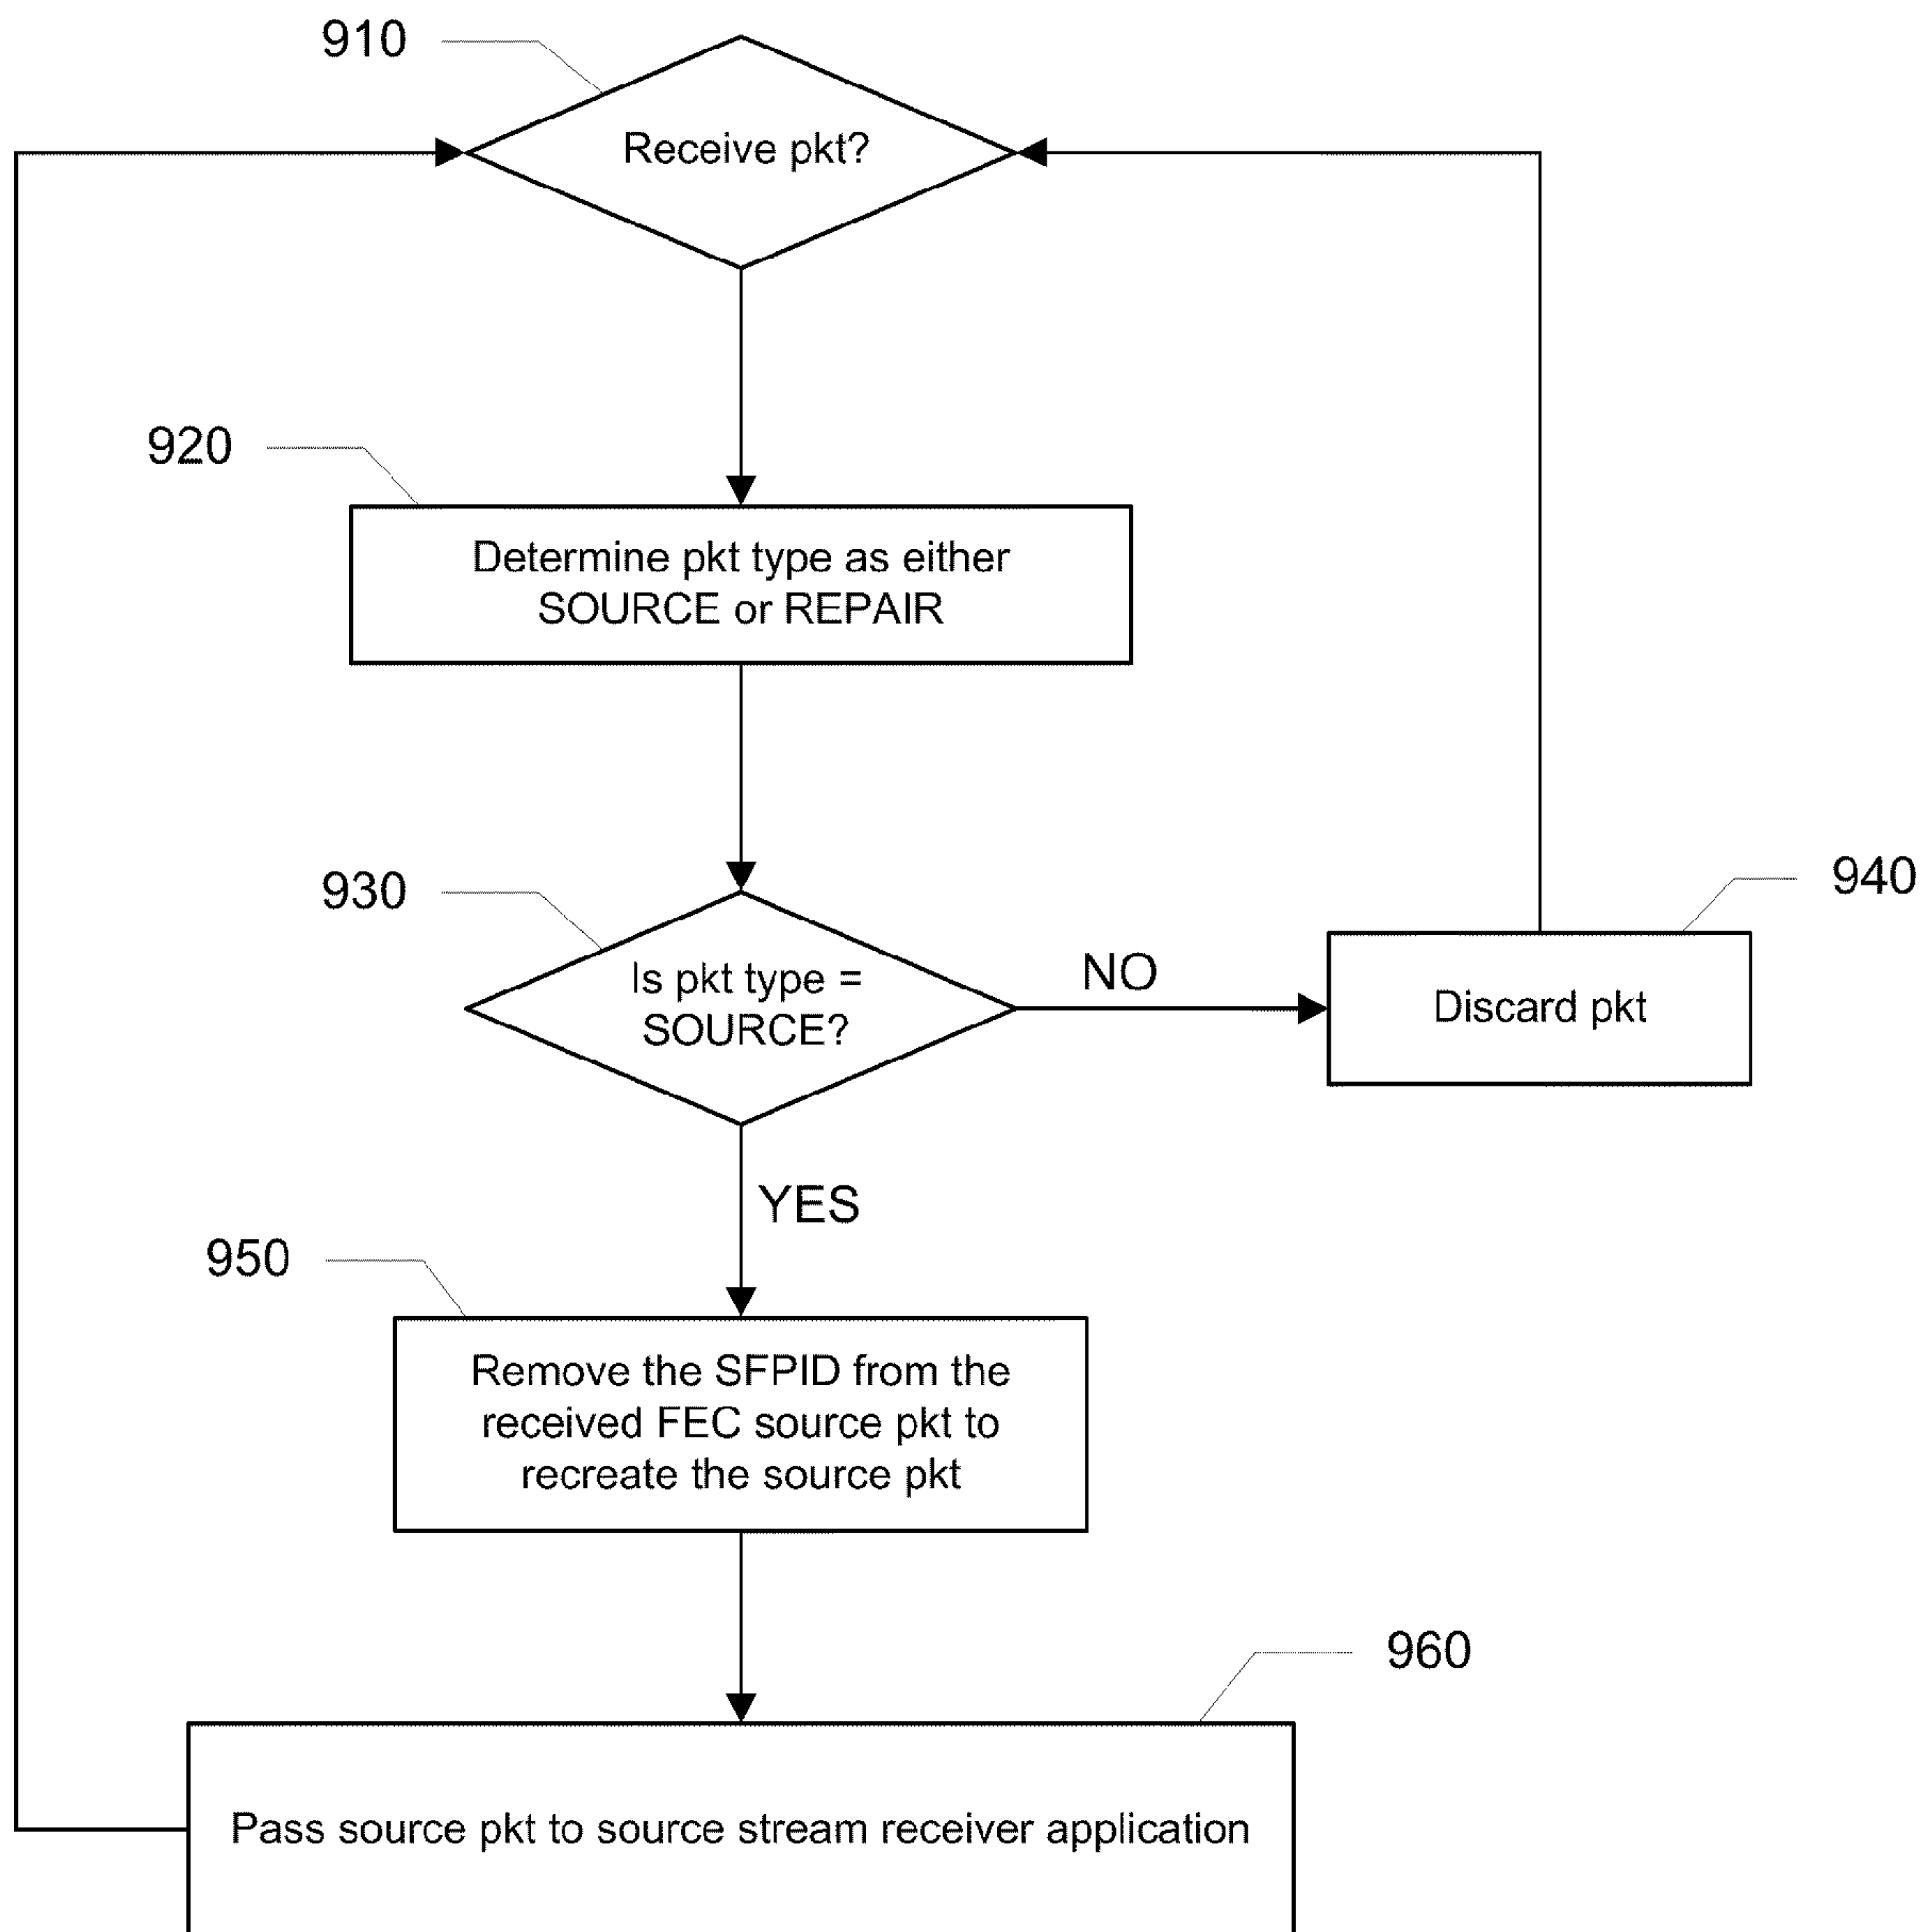 910
Receive pkt?
920
Determine pkt type as either
SOURCE or REPAIR
930
Is pkt type =
SOURCE?
NO
940
Discard pkt
YES
950
Remove the SFPID from the
received FEC source pkt to
recreate the source pkt
960
Pass source pkt to source stream receiver application